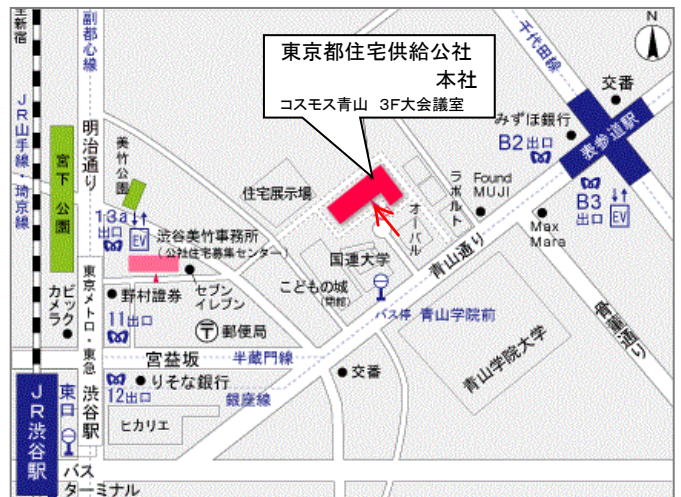 至新宿
副都心線
JR山手線・埼京線
明治通り
宮下公園
美竹公園
東京都住宅供給公社
本社
コスモス青山 3F大会議室
N
千代田線
交番
みずほ銀行
B2出口
表参道駅
B3
出口
EV
Found
MUJI
ラポルト
オーバル
Max
Mara
住宅展示場
13a
出口
EV
渋谷美竹事務所
(公社住宅募集センター)
国連大学
青山通り
こどもの城
(閉館)
セブン
イレブン
野村證券
11出口
ビック
カメラ
東京メトロ・東急 渋谷駅
郵便局
バス停 青山学院前
青山学院大学
骨董通り
宮益坂
半蔵門線
りそな銀行
12出口
銀座線
交番
ヒカリエ
JR渋谷駅
東口
バス
ターミナル